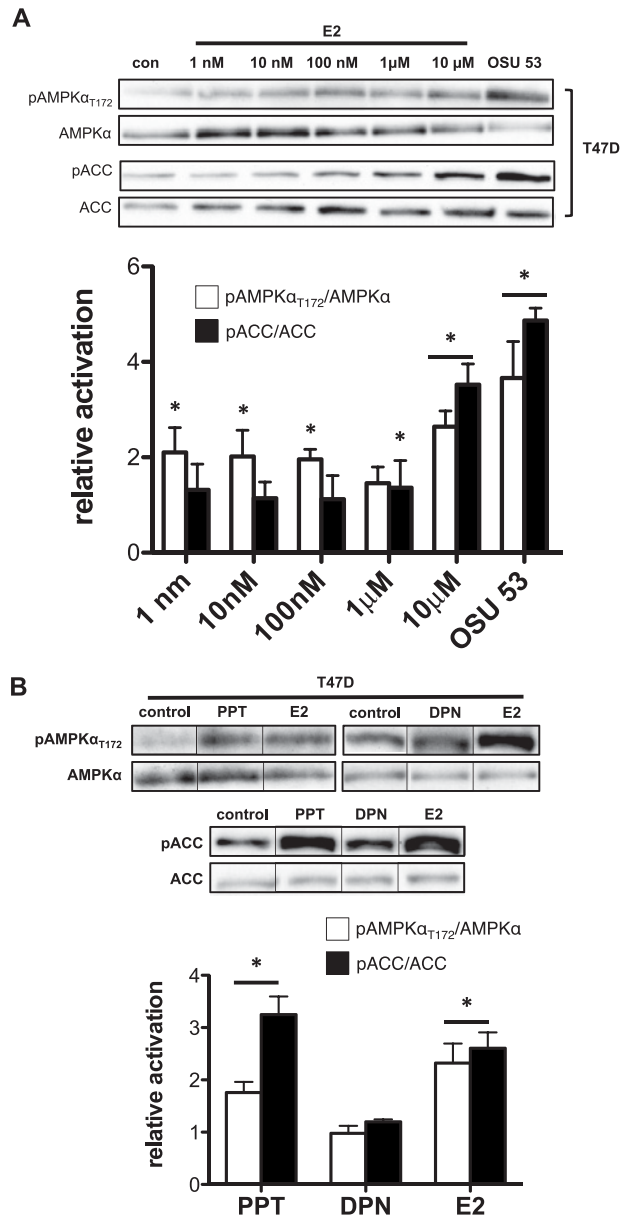 A
E2
con 1 nM 10 nM 100 nM 1µM 10 µM OSU 53
pAMPKαT172
AMPKα
pACC
ACC
T47D
relative activation
6
4
2
0
pAMPKαT172/AMPKα
pACC/ACC
* * * * * *
1 nm 10nM 100nM 1µM 10µM OSU 53
B
T47D
control PPT E2 control DPN E2
pAMPKαT172
AMPKα
control PPT DPN E2
pACC
ACC
pAMPKαT172/AMPKα
pACC/ACC
relative activation
4
3
2
1
0
* *
PPT DPN E2